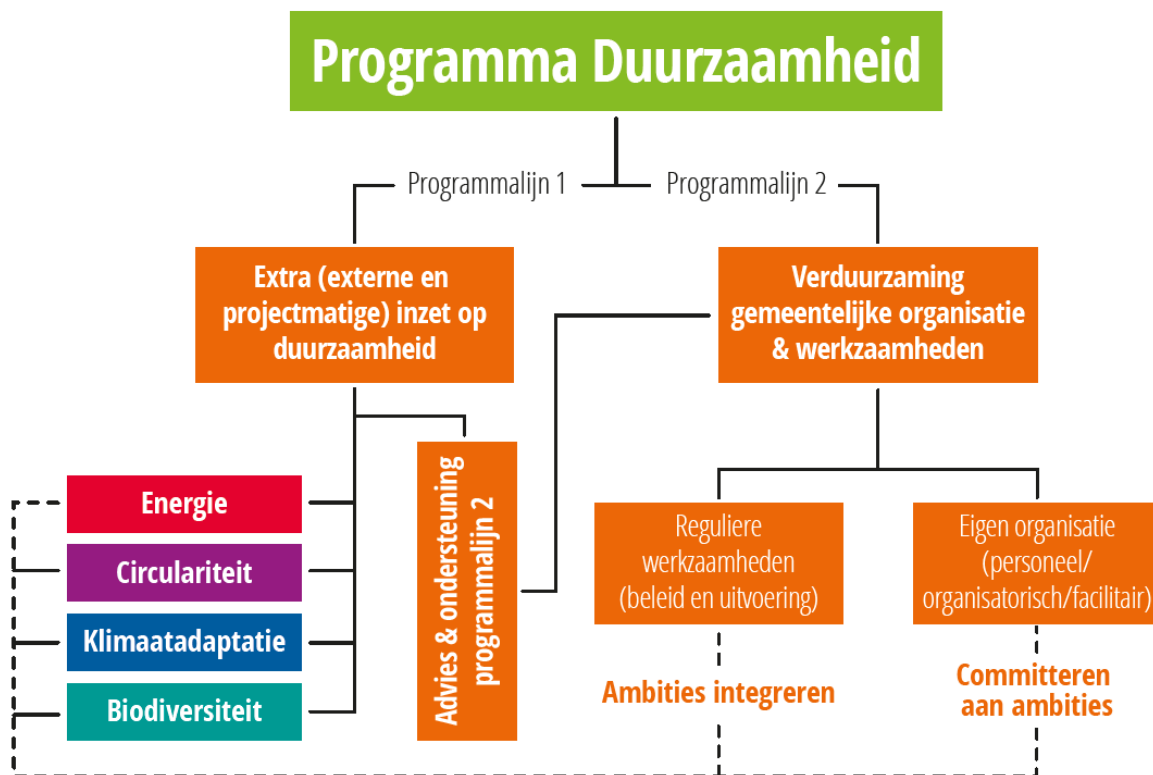 Programma Duurzaamheid
Programmalijn 1
Programmalijn 2
Extra (externe en
projectmatige) inzet op
duurzaamheid
Verduurzaming
gemeentelijke organisatie
& werkzaamheden
Energie
Circulariteit
Klimaatadaptatie
Biodiversiteit
Advies & ondersteuning
programmalijn 2
Reguliere
werkzaamheden
(beleid en uitvoering)
Eigen organisatie
(personeel/
organisatorisch/facilitair)
Ambities integreren
Committeren
aan ambities